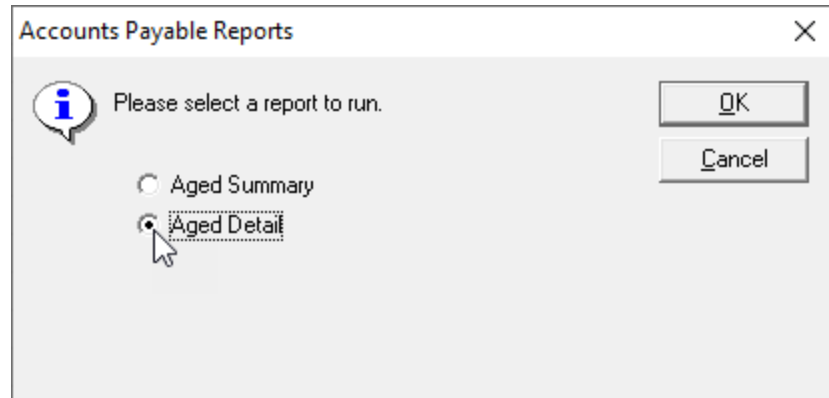 Accounts Payable Reports
Please select a report to run.
OK
Cancel
Aged Summary
Aged Detail